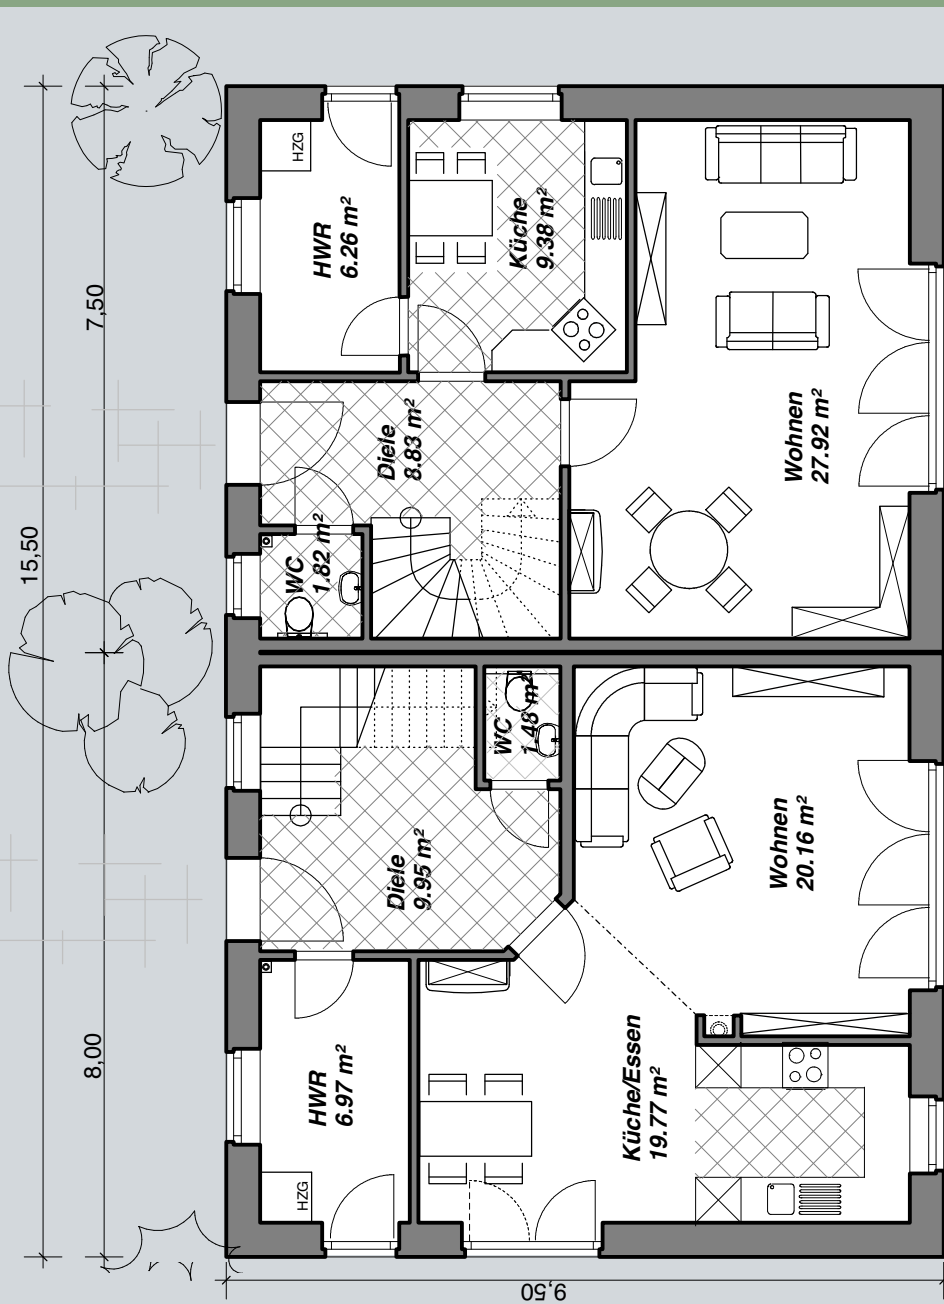 HZG
HWR
6.26 m²
Küche
9.38 m²
7,50
Diele
8.83 m²
Wohnen
27.92 m²
15,50
WC
1.82 m²
WC
1.48 m²
Wohnen
20.16 m²
Diele
9.95 m²
8,00
HWR
6.97 m²
Küche/Essen
19.77 m²
HZG
9,50